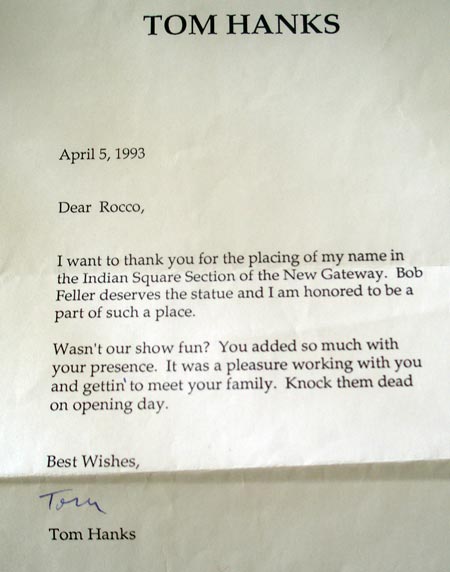 TOM HANKS
April 5, 1993
Dear Rocco,
I want to thank you for the placing of my name in
the Indian Square Section of the New Gateway. Bob
Feller deserves the statue and I am honored to be a
part of such a place.
Wasn't our show fun? You added so much with
your presence. It was a pleasure working with you
and gettin' to meet your family. Knock them dead
on opening day.
Best Wishes,
Tom
Tom Hanks